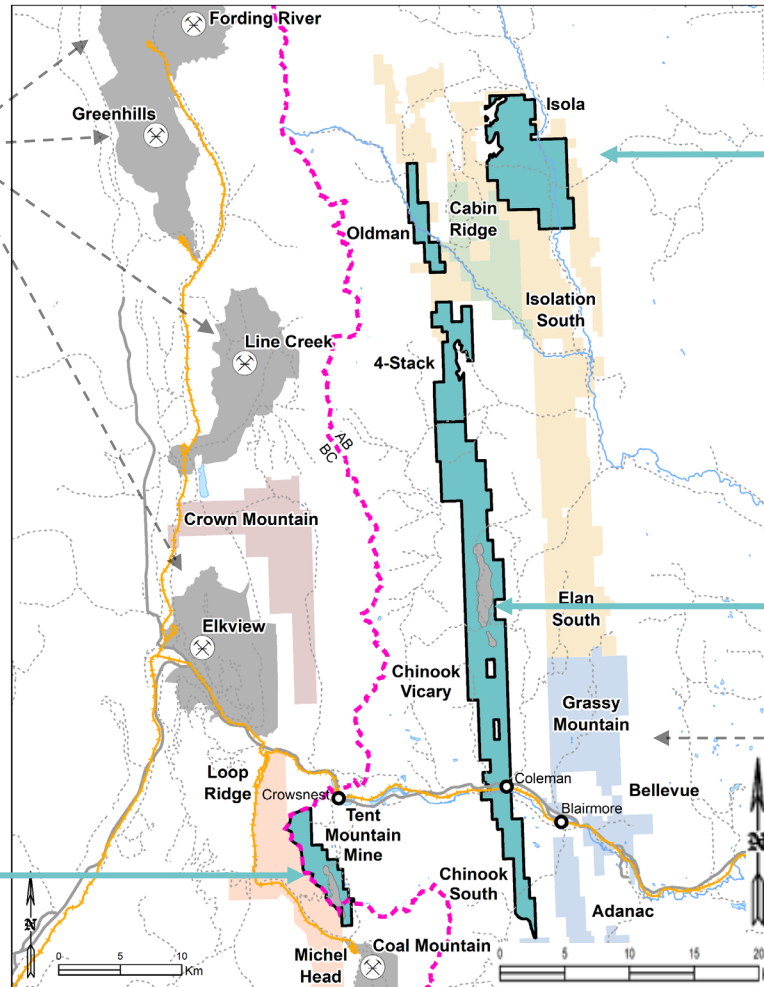 Fording River
Greenhills
Isola
Cabin
Ridge
Oldman
Isolation
South
Line Creek
4-Stack
AB
BC
Crown Mountain
Elkview
Elan
South
Chinook
Vicary
Grassy
Mountain
Loop
Ridge
Crowsnest
Coleman
Bellevue
Blairmore
Tent
Mountain
Mine
Chinook
South
Adanac
Michel
Head
Coal Mountain
N
0 5 10
Km
N
0 5 10 15 20
K